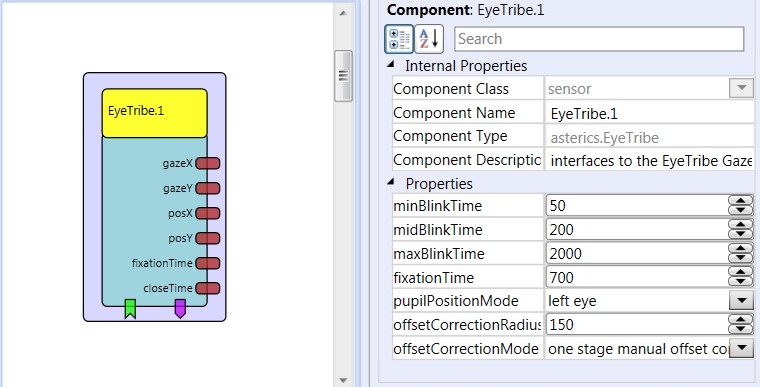 EyeTribe.1
gazeX
gazeY
posX
posY
fixationTime
closeTime
Component: EyeTribe.1
A
Z
Search
Internal Properties
Component Class sensor
Component Name EyeTribe.1
Component Type asterics.EyeTribe
Component Descriptic interfaces to the EyeTribe Gaze
Properties
minBlinkTime 50
midBlinkTime 200
maxBlinkTime 2000
fixationTime 700
pupilPositionMode left eye
offsetCorrectionRadius 150
offsetCorrectionMode one stage manual offset co